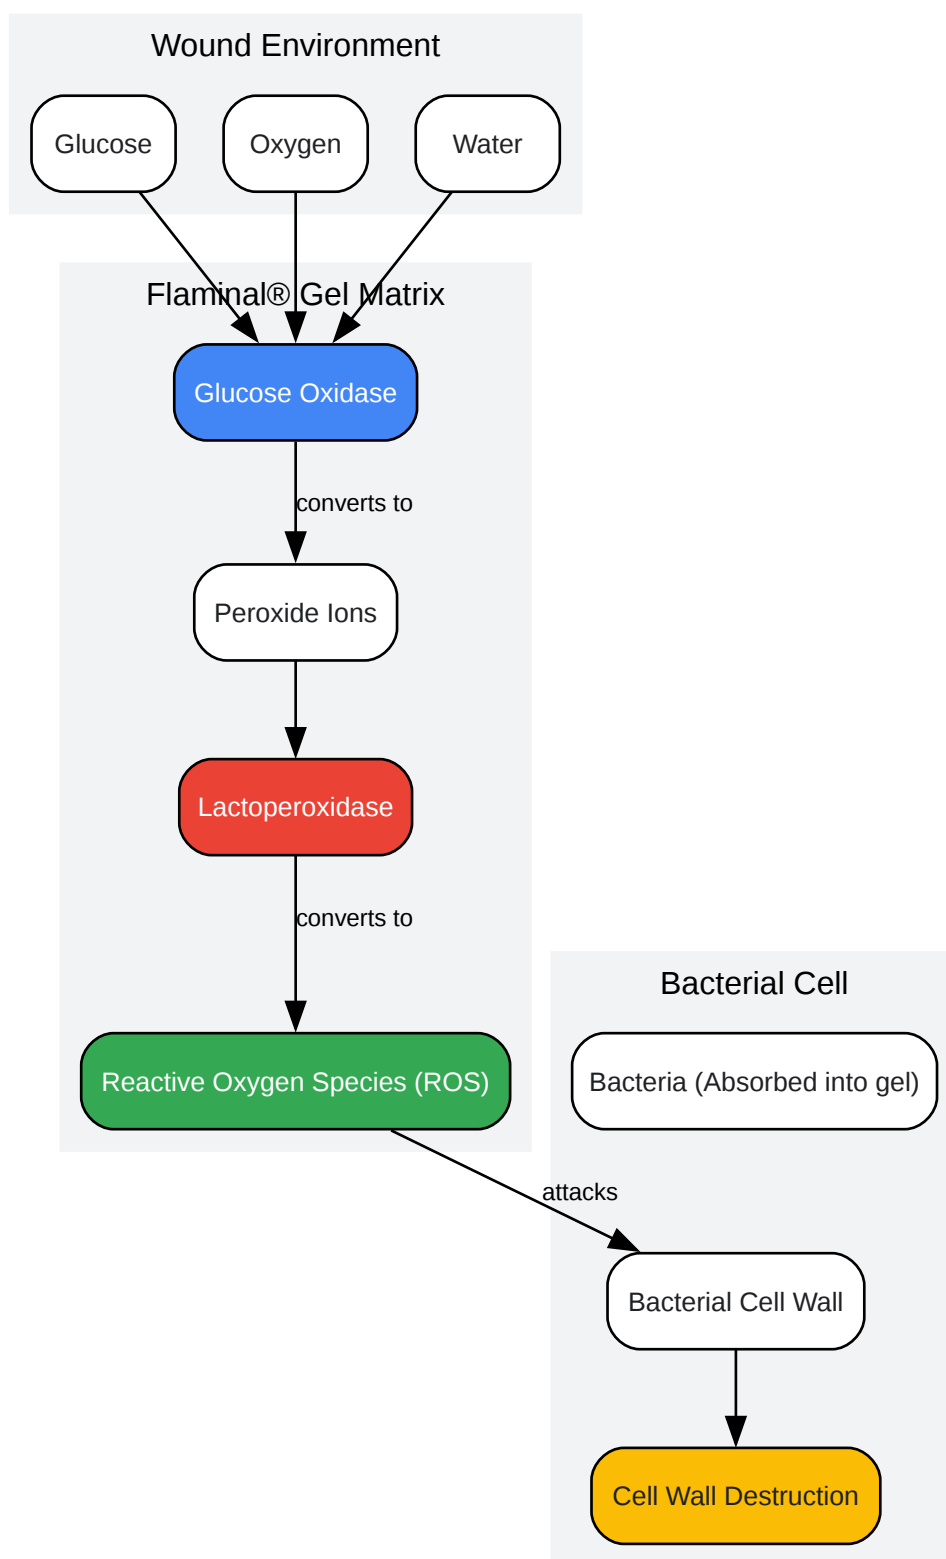 Wound Environment
Glucose
Oxygen
Water
Flaminal® Gel Matrix
Glucose Oxidase
converts to
Peroxide Ions
Lactoperoxidase
converts to
Reactive Oxygen Species (ROS)
Bacterial Cell
Bacteria (Absorbed into gel)
attacks
Bacterial Cell Wall
Cell Wall Destruction